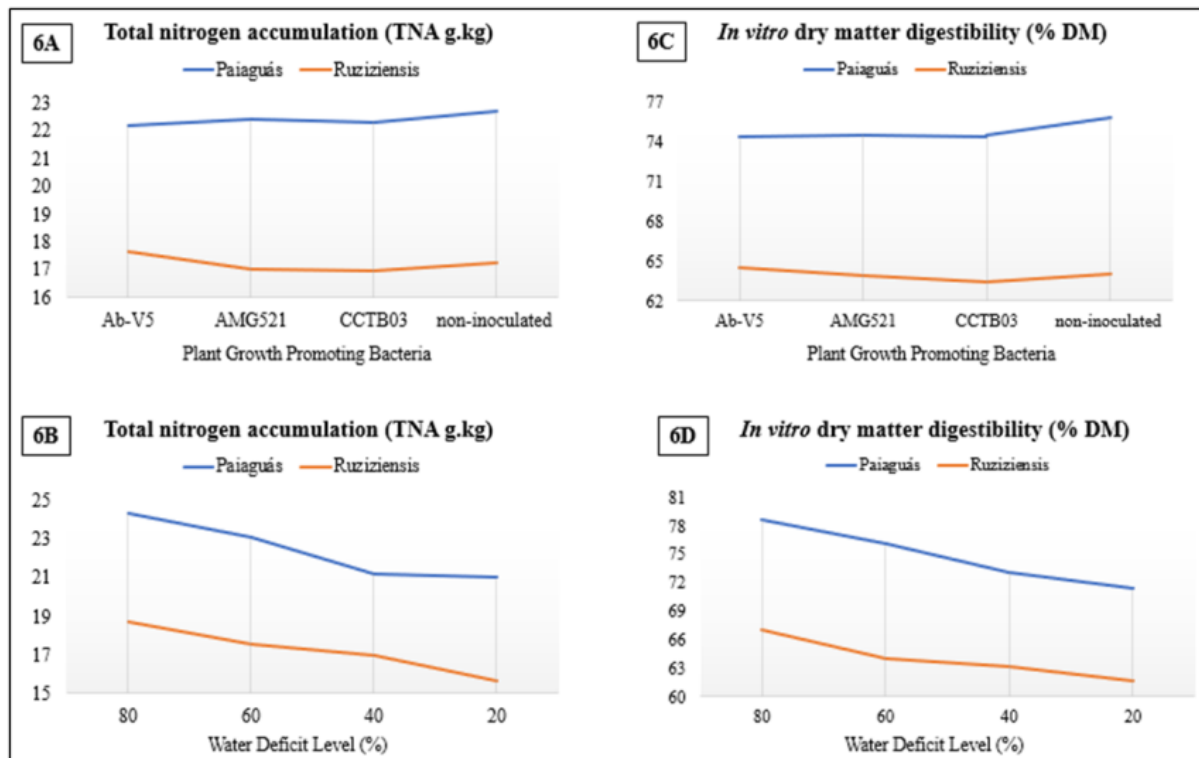 6A
Total nitrogen accumulation (TNA g.kg)
Paiaguás Ruziziensis
23
22
21
20
19
18
17
16
Ab-V5 AMG521 CCTB03 non-inoculated
Plant Growth Promoting Bacteria
6C
In vitro dry matter digestibility (% DM)
Paiaguás Ruziziensis
77
74
71
68
65
62
Ab-V5 AMG521 CCTB03 non-inoculated
Plant Growth Promoting Bacteria
6B
Total nitrogen accumulation (TNA g.kg)
Paiaguás Ruziziensis
25
23
21
19
17
15
80 60 40 20
Water Deficit Level (%)
6D
In vitro dry matter digestibility (% DM)
Paiaguás Ruziziensis
81
78
75
72
69
66
63
60
80 60 40 20
Water Deficit Level (%)